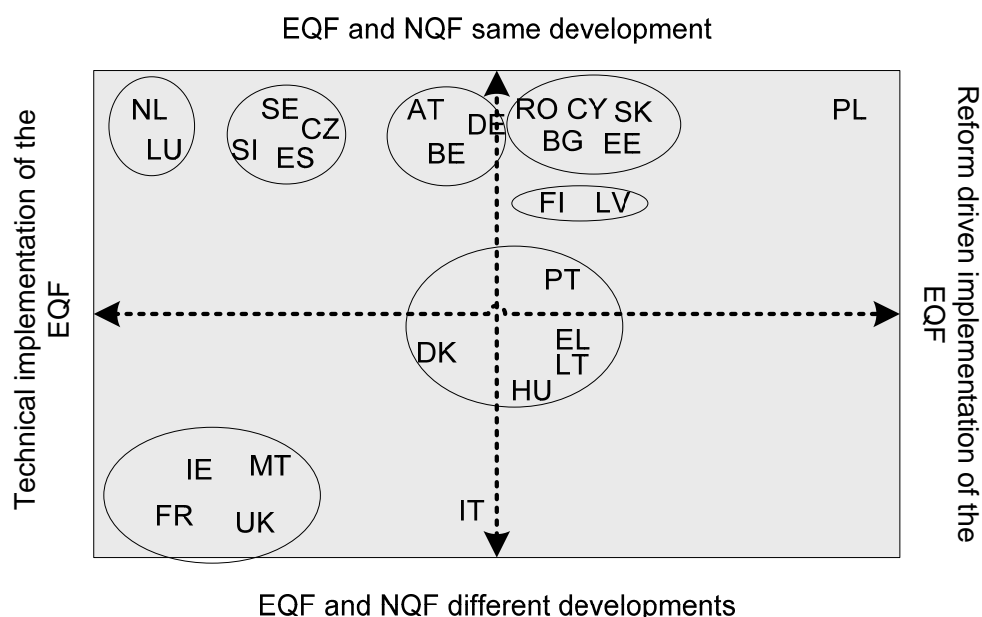 EQF and NQF same development
Technical implementation of the
EQF
Reform driven implementation of the
EQF
NL
LU
SE
CZ
SI
ES
AT
DE
BE
RO CY SK
BG EE
PL
FI LV
PT
DK
EL
LT
HU
IE MT
FR UK
IT
EQF and NQF different developments